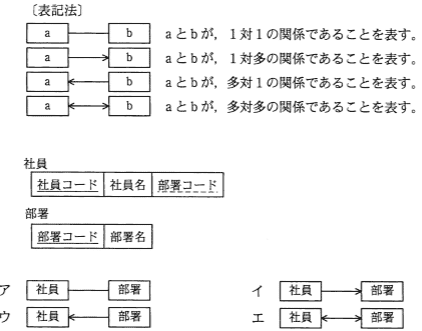 〔表記法〕
a b aとbが，1対1の関係であることを表す。
a b aとbが，1対多の関係であることを表す。
a b aとbが，多対1の関係であることを表す。
a b aとbが，多対多の関係であることを表す。
社員
社員コード 社員名 部署コード
部署
部署コード 部署名
ア 社員 部署 イ 社員 部署
ウ 社員 部署 エ 社員 部署